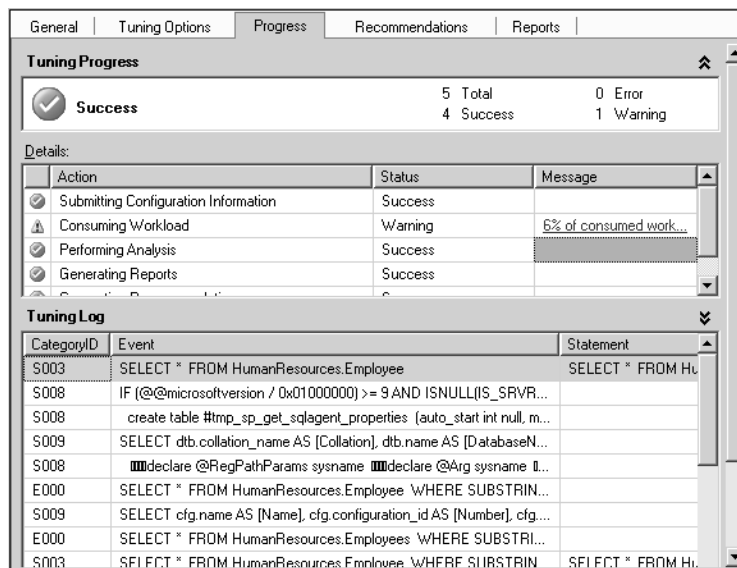 General Tuning Options Progress Recommendations Reports
Tuning Progress
Success
5 Total 0 Error
4 Success 1 Warning
Details:
Action Status Message
Submitting Configuration Information Success
Consuming Workload Warning 6% of consumed work...
Performing Analysis Success
Generating Reports Success
Tuning Log
CategoryID Event Statement
S003 SELECT * FROM HumanResources.Employee SELECT * FROM Hu
S008 IF (@@microsoftversion / 0x01000000) >= 9 AND ISNULL(IS_SRVR...
S008 create table #tmp_sp_get_sqlagent_properties (auto_start int null, m...
S009 SELECT dtb.collation_name AS [Collation], dtb.name AS [DatabaseN...
S008 declare @RegPathParams sysname declare @Arg sysname ...
E000 SELECT * FROM HumanResources.Employee WHERE SUBSTRIN...
S009 SELECT cfg.name AS [Name], cfg.configuration_id AS [Number], cfg....
E000 SELECT * FROM HumanResources.Employees WHERE SUBSTRI...
S003 SELECT * FROM HumanResources.Employee WHERE SUBSTRIN... SELECT * FROM Hu